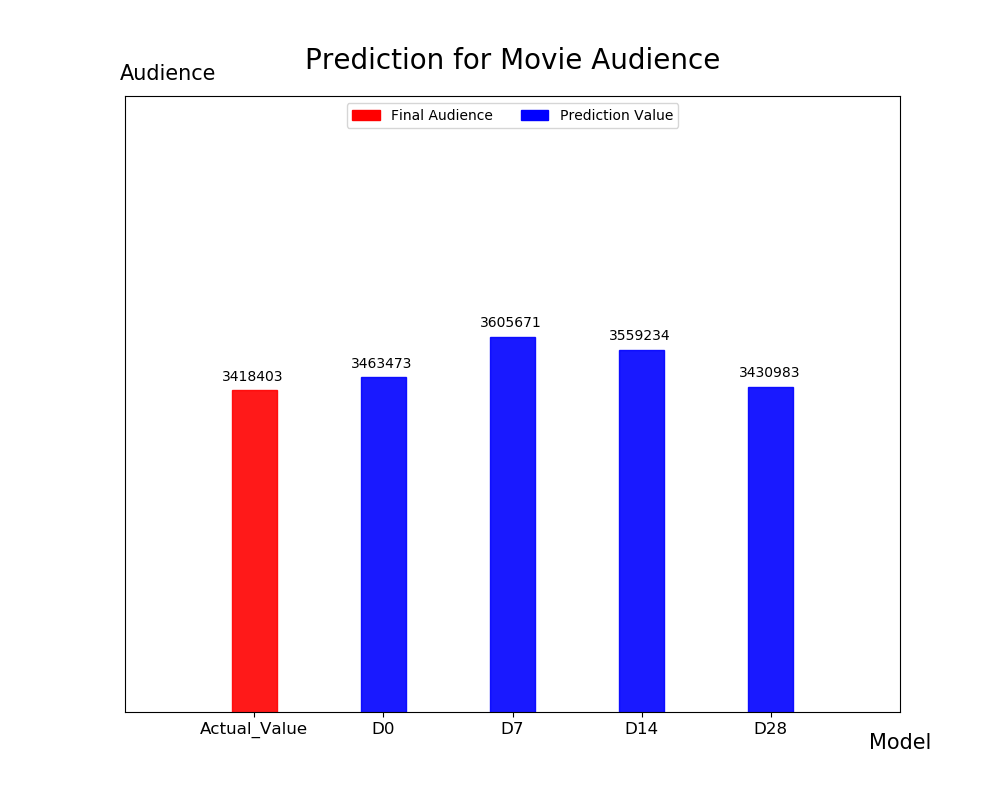 Prediction for Movie Audience
Audience
Final Audience Prediction Value
3605671
3559234
3463473
3430983
3418403
Actual_Value D0 D7 D14 D28
Model